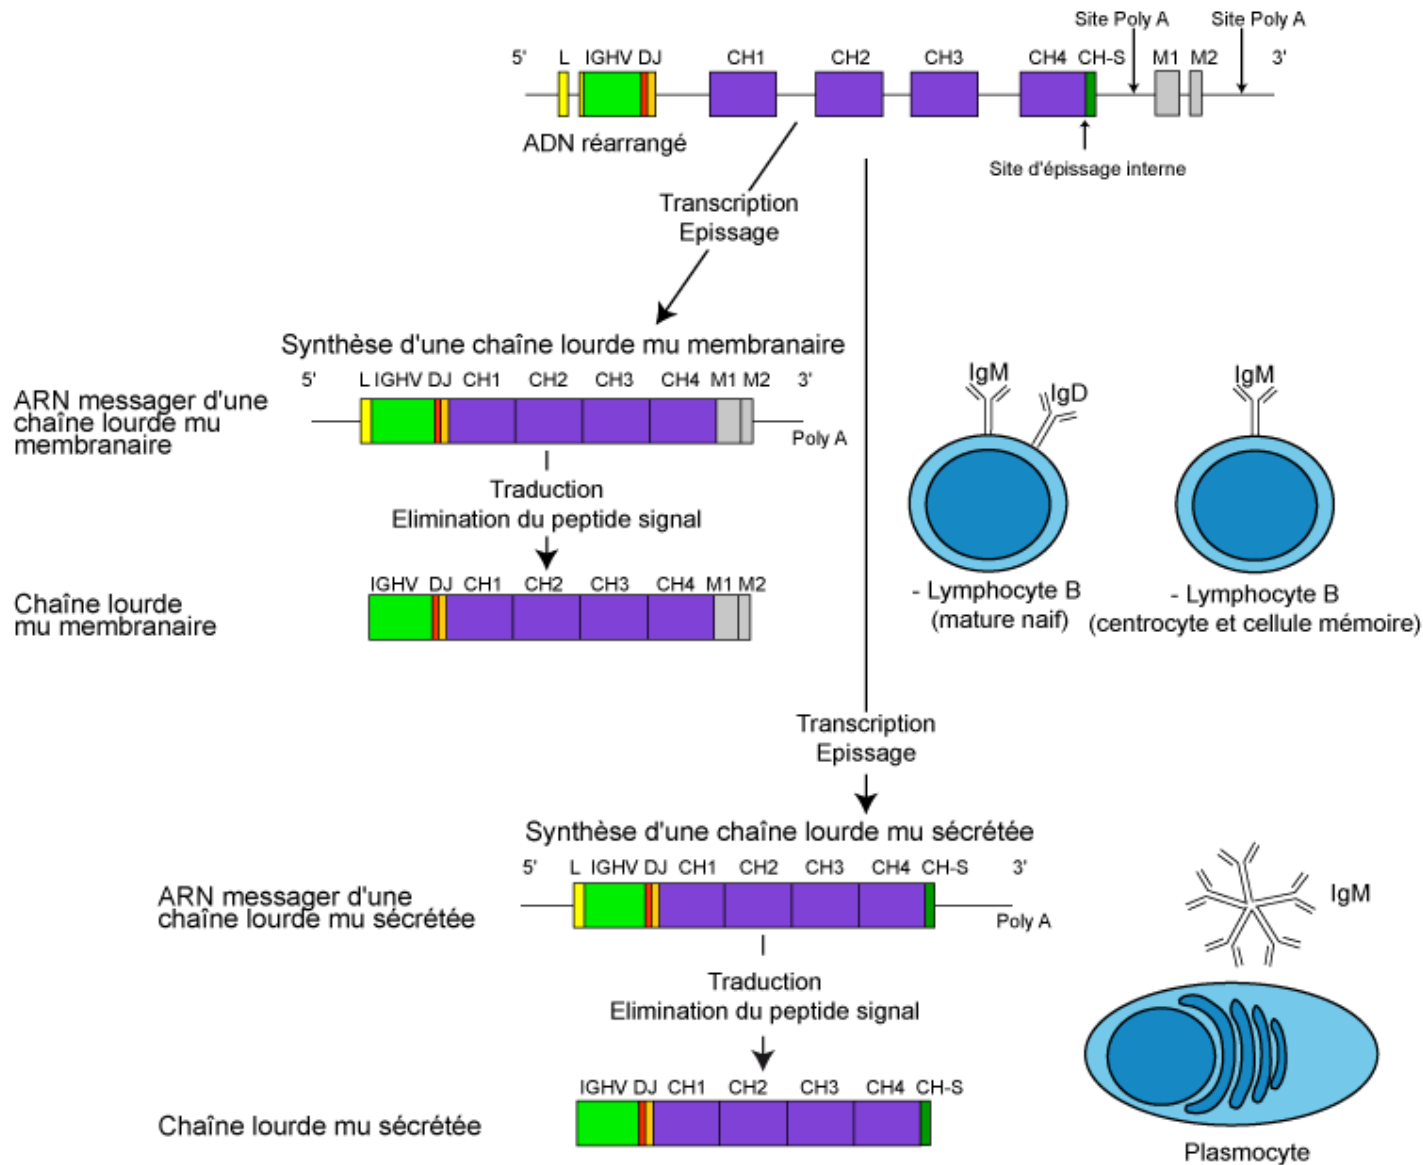 Site Poly A Site Poly A
5' L IGHV DJ CH1 CH2 CH3 CH4 CH-S M1 M2 3'
ADN réarrangé
Site d'épissage interne
Transcription
Epissage
Synthèse d'une chaîne lourde mu membranaire
5' L IGHV DJ CH1 CH2 CH3 CH4 M1 M2 3'
ARN messager d'une
chaîne lourde mu
membranaire
Poly A
Traduction
Elimination du peptide signal
IGHV DJ CH1 CH2 CH3 CH4 M1 M2
Chaîne lourde
mu membranaire
IgM
IgD
- Lymphocyte B
(mature naif)
IgM
- Lymphocyte B
(centrocyte et cellule mémoire)
Transcription
Epissage
Synthèse d'une chaîne lourde mu sécrétée
5' L IGHV DJ CH1 CH2 CH3 CH4 CH-S 3'
ARN messager d'une
chaîne lourde mu sécrétée
Poly A
Traduction
Elimination du peptide signal
IGHV DJ CH1 CH2 CH3 CH4 CH-S
Chaîne lourde mu sécrétée
IgM
Plasmocyte